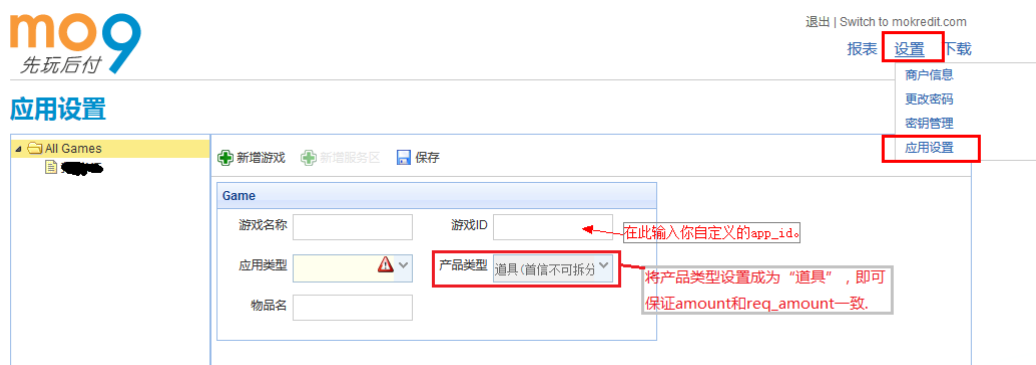 mo9
先玩后付
退出 | Switch to mokredit.com
报表 设置 下载
商户信息
更改密码
密钥管理
应用设置
应用设置
All Games
新增游戏 新增服务区 保存
Game
游戏名称 游戏ID
在此输入你自定义的app_id。
应用类型 产品类型 道具(首信不可拆分
将产品类型设置成为“道具”，即可
保证amount和req_amount一致.
物品名